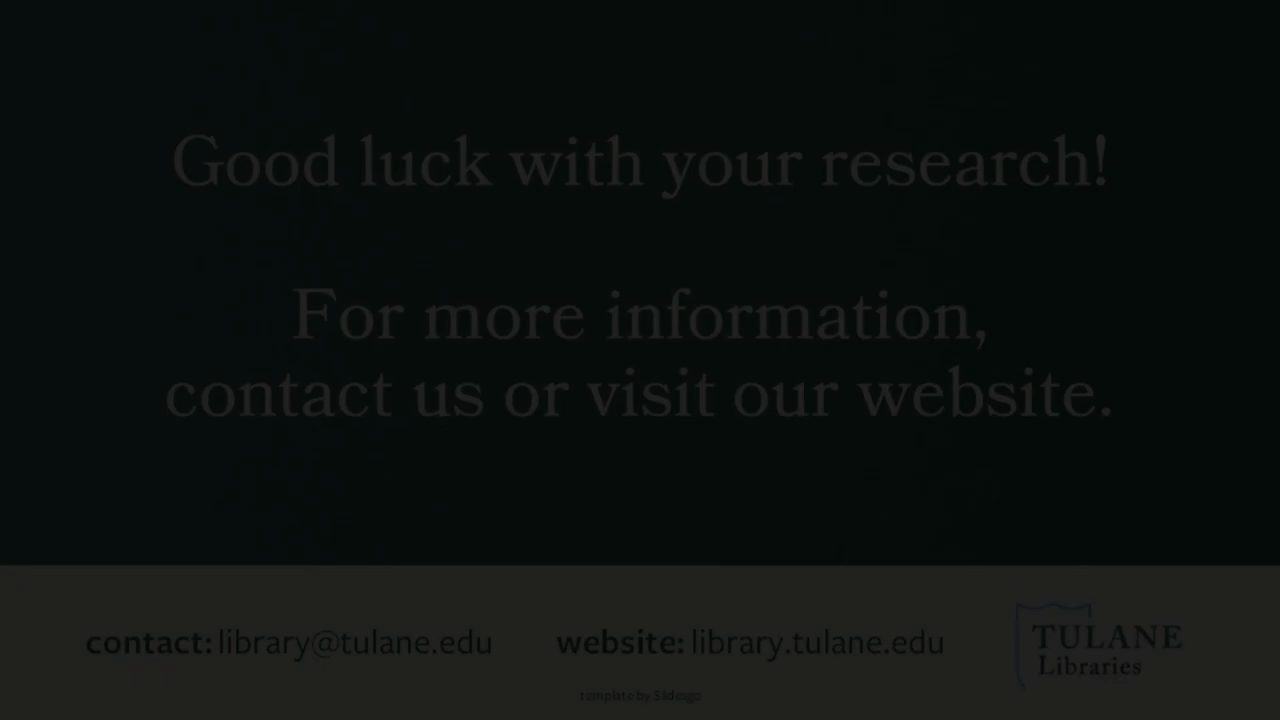 Good luck with your research!
For more information,
contact us or visit our website.
contact: library@tulane.edu website: library.tulane.edu
TULANE
Libraries
template by Slidesgo